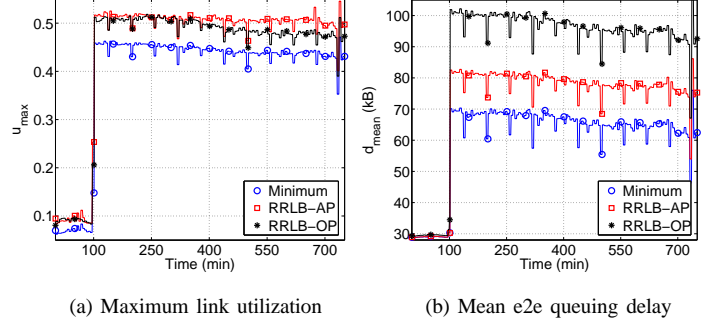 0.5
0.4
0.3
0.2
0.1
u_max
100 250 400 550 700
Time (min)
Minimum
RRLB−AP
RRLB−OP
(a) Maximum link utilization
100
90
80
70
60
50
40
30
d_mean (kB)
100 250 400 550 700
Time (min)
Minimum
RRLB−AP
RRLB−OP
(b) Mean e2e queuing delay